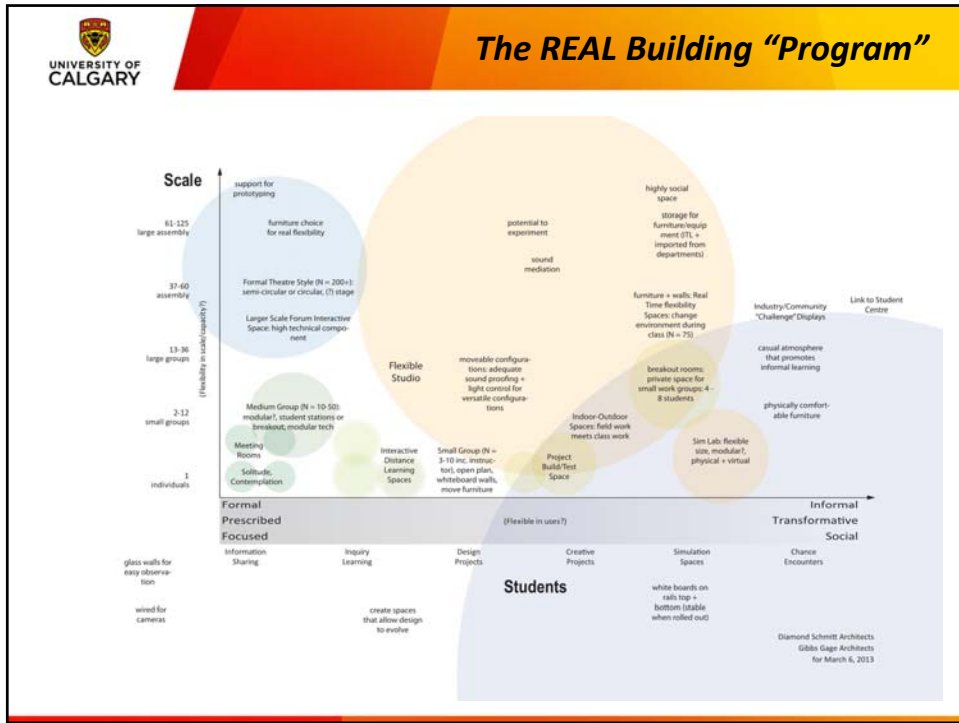 UNIVERSITY OF
CALGARY
The REAL Building “Program”
Scale
(Flexibility in scale/capacity?)
61-125
large assembly
37-60
assembly
13-36
large groups
2-12
small groups
1
individuals
support for
prototyping
furniture choice
for real flexibility
Formal Theatre Style (N = 200+):
semi-circular or circular, (?) stage
Larger Scale Forum Interactive
Space: high technical compo-
nent
Medium Group (N = 10-50):
modular?, student stations or
breakout, modular tech
Meeting
Rooms
Solitude,
Contemplation
Flexible
Studio
Interactive
Distance
Learning
Spaces
potential to
experiment
sound
mediation
moveable configura-
tions: adequate
sound proofing +
light control for
versatile configura-
tions
Small Group (N =
3-10 inc. instruc-
tor), open plan,
whiteboard walls,
move furniture
Indoor-Outdoor
Spaces: field work
meets class work
Project
Build/Test
Space
highly social
space
storage for
furniture/equip
ment (ITL +
imported from
departments)
furniture + walls: Real
Time flexibility
Spaces: change
environment during
class (N = 75)
breakout rooms:
private space for
small work groups: 4 -
8 students
Sim Lab: flexible
size, modular?,
physical + virtual
Industry/Community
"Challenge" Displays
Link to Student
Centre
casual atmosphere
that promotes
informal learning
physically comfort-
able furniture
Formal
Prescribed
Focused
(Flexible in uses?)
Informal
Transformative
Social
Information
Sharing
Inquiry
Learning
Design
Projects
Creative
Projects
Simulation
Spaces
Chance
Encounters
Students
glass walls for
easy observa-
tion
wired for
cameras
create spaces
that allow design
to evolve
white boards on
rails top +
bottom (stable
when rolled out)
Diamond Schmitt Architects
Gibbs Gage Architects
for March 6, 2013